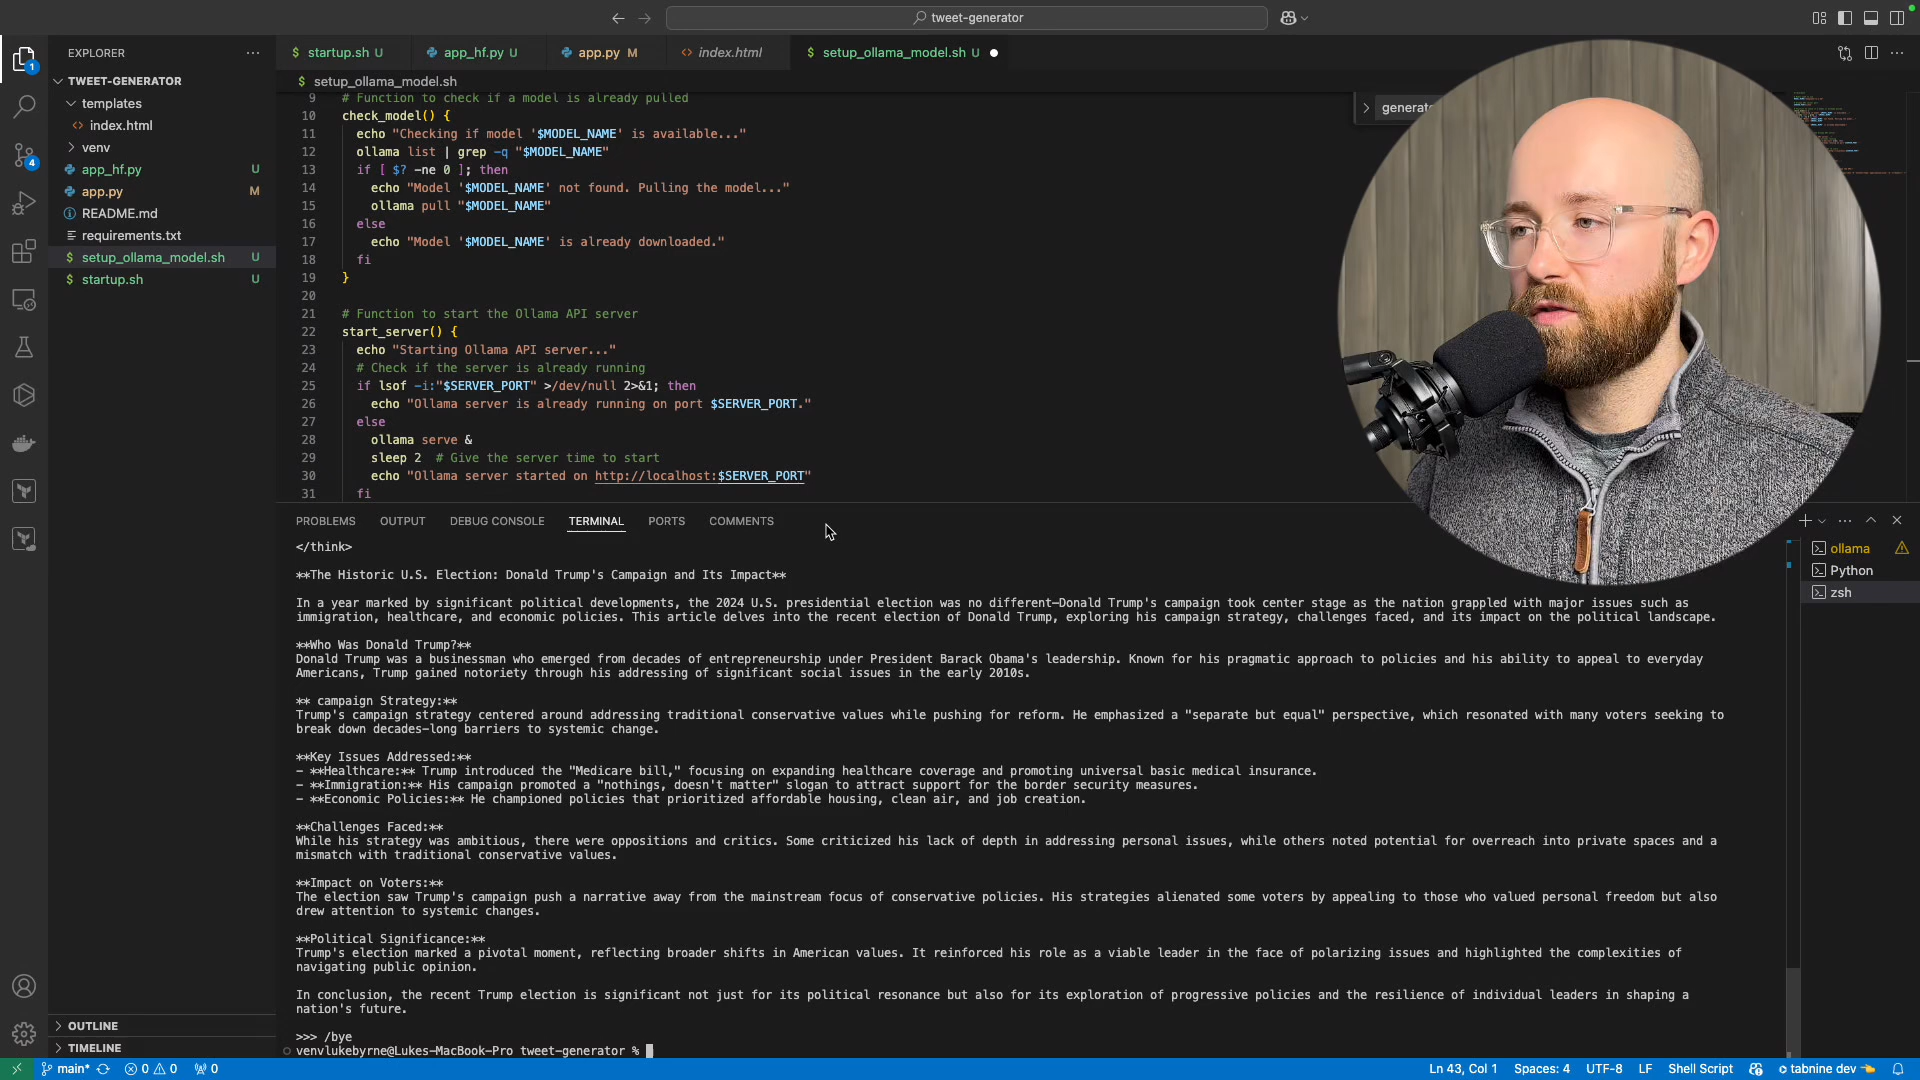 tweet-generator
EXPLORER
TWEET-GENERATOR
templates
index.html
venv
app_hf.py U
app.py M
README.md
requirements.txt
setup_ollama_model.sh U
startup.sh U
OUTLINE
TIMELINE
1
4
$ startup.sh U
app_hf.py U
app.py M
index.html
$ setup_ollama_model.sh U
$ setup_ollama_model.sh
9 # Function to check if a model is already pulled
10 check_model() {
11 echo "Checking if model '$MODEL_NAME' is available..."
12 ollama list | grep -q "$MODEL_NAME"
13 if [ $? -ne 0 ]; then
14 echo "Model '$MODEL_NAME' not found. Pulling the model..."
15 ollama pull "$MODEL_NAME"
16 else
17 echo "Model '$MODEL_NAME' is already downloaded."
18 fi
19 }
20
21 # Function to start the Ollama API server
22 start_server() {
23 echo "Starting Ollama API server..."
24 # Check if the server is already running
25 if lsof -i:"$SERVER_PORT" >/dev/null 2>&1; then
26 echo "Ollama server is already running on port $SERVER_PORT."
27 else
28 ollama serve &
29 sleep 2 # Give the server time to start
30 echo "Ollama server started on http://localhost:$SERVER_PORT"
31 fi
PROBLEMS OUTPUT DEBUG CONSOLE TERMINAL PORTS COMMENTS
</think>
**The Historic U.S. Election: Donald Trump's Campaign and Its Impact**
In a year marked by significant political developments, the 2024 U.S. presidential election was no different—Donald Trump's campaign took center stage as the nation grappled with major issues such as
immigration, healthcare, and economic policies. This article delves into the recent election of Donald Trump, exploring his campaign strategy, challenges faced, and its impact on the political landscape.
**Who Was Donald Trump?**
Donald Trump was a businessman who emerged from decades of entrepreneurship under President Barack Obama's leadership. Known for his pragmatic approach to policies and his ability to appeal to everyday
Americans, Trump gained notoriety through his addressing of significant social issues in the early 2010s.
** campaign Strategy:**
Trump's campaign strategy centered around addressing traditional conservative values while pushing for reform. He emphasized a "separate but equal" perspective, which resonated with many voters seeking to
break down decades-long barriers to systemic change.
**Key Issues Addressed:**
- **Healthcare:** Trump introduced the "Medicare bill," focusing on expanding healthcare coverage and promoting universal basic medical insurance.
- **Immigration:** His campaign promoted a "nothings, doesn't matter" slogan to attract support for the border security measures.
- **Economic Policies:** He championed policies that prioritized affordable housing, clean air, and job creation.
**Challenges Faced:**
While his strategy was ambitious, there were oppositions and critics. Some criticized his lack of depth in addressing personal issues, while others noted potential for overreach into private spaces and a
mismatch with traditional conservative values.
**Impact on Voters:**
The election saw Trump's campaign push a narrative away from the mainstream focus of conservative policies. His strategies alienated some voters by appealing to those who valued personal freedom but also
drew attention to systemic changes.
**Political Significance:**
Trump's election marked a pivotal moment, reflecting broader shifts in American values. It reinforced his role as a viable leader in the face of polarizing issues and highlighted the complexities of
navigating public opinion.
In conclusion, the recent Trump election is significant not just for its political resonance but also for its exploration of progressive policies and the resilience of individual leaders in shaping a
nation's future.
>>> /bye
venvlukebyrne@Lukes-MacBook-Pro tweet-generator %
ollama
Python
zsh
main* 0 0 0
Ln 43, Col 1 Spaces: 4 UTF-8 LF Shell Script tabnine dev